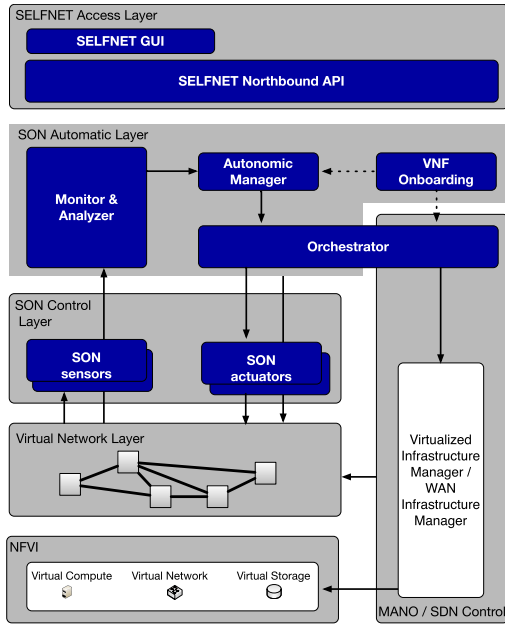 SELFNET Access Layer
SELFNET GUI
SELFNET Northbound API
SON Automatic Layer
Monitor &
Analyzer
Autonomic
Manager
VNF
Onboarding
Orchestrator
SON Control
Layer
SON
sensors
SON
actuators
Virtual Network Layer
Virtualized
Infrastructure
Manager /
WAN
Infrastructure
Manager
NFVI
Virtual Compute
Virtual Network
Virtual Storage
MANO / SDN Control